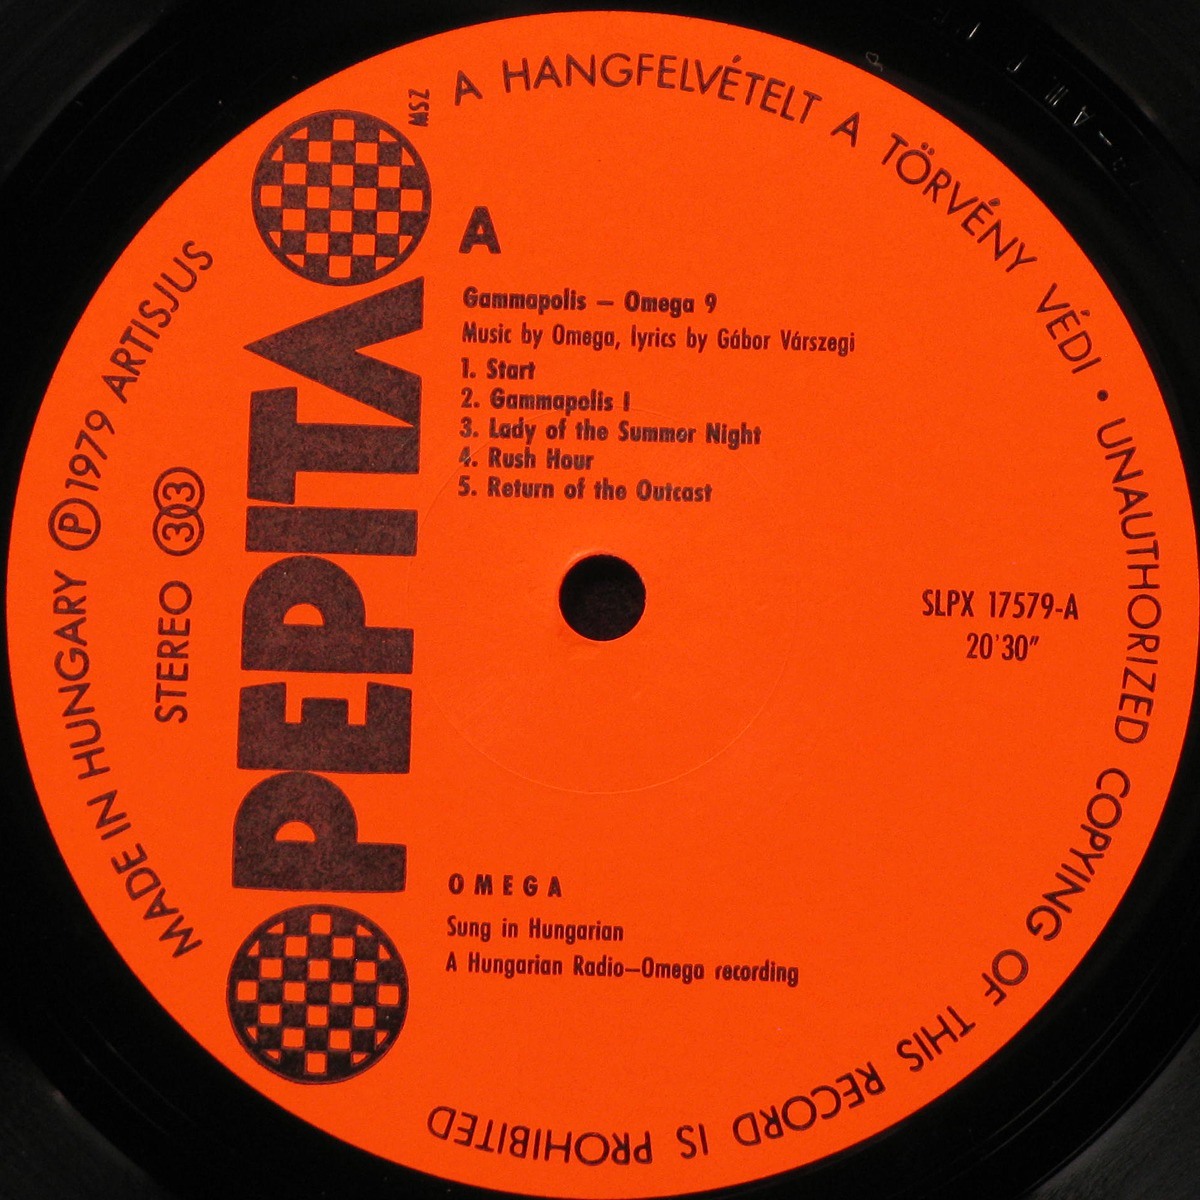 A HANGFELVÉTELT A TÖRVÉNY VÉDI • UNAUTHORIZED COPYING OF THIS RECORD IS PROHIBITED
MADE IN HUNGARY Ⓟ 1979 ARTISJUS
STEREO 33
PEPITA
MSZ
A
Gammapolis – Omega 9
Music by Omega, lyrics by Gábor Várszegi
1. Start
2. Gammapolis I
3. Lady of the Summer Night
4. Rush Hour
5. Return of the Outcast
SLPX 17579-A
20'30"
OMEGA
Sung in Hungarian
A Hungarian Radio–Omega recording